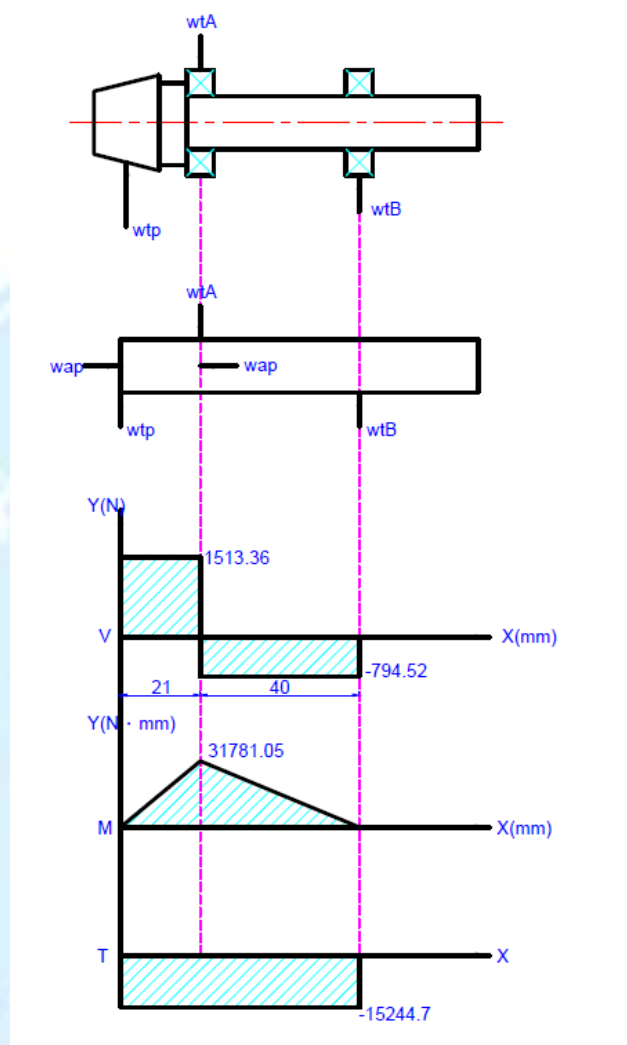 wtA
wtB
wtp
wtA
wap
wap
wtp
wtB
Y(N)
1513.36
V
X(mm)
-794.52
21
40
Y(N · mm)
31781.05
M
X(mm)
T
X
-15244.7